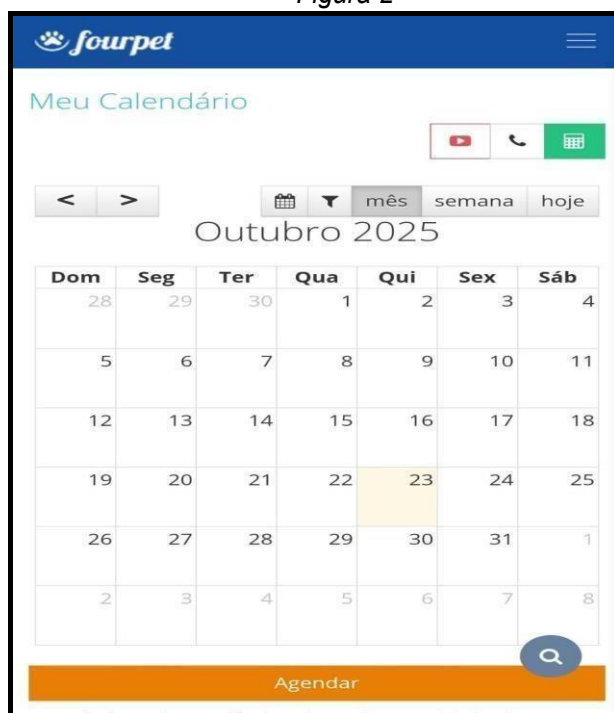 Figura 2
fourpet
Meu Calendário
< > mês semana hoje
Outubro 2025
Dom Seg Ter Qua Qui Sex Sáb
28 29 30 1 2 3 4
5 6 7 8 9 10 11
12 13 14 15 16 17 18
19 20 21 22 23 24 25
26 27 28 29 30 31 1
2 3 4 5 6 7 8
Agendar